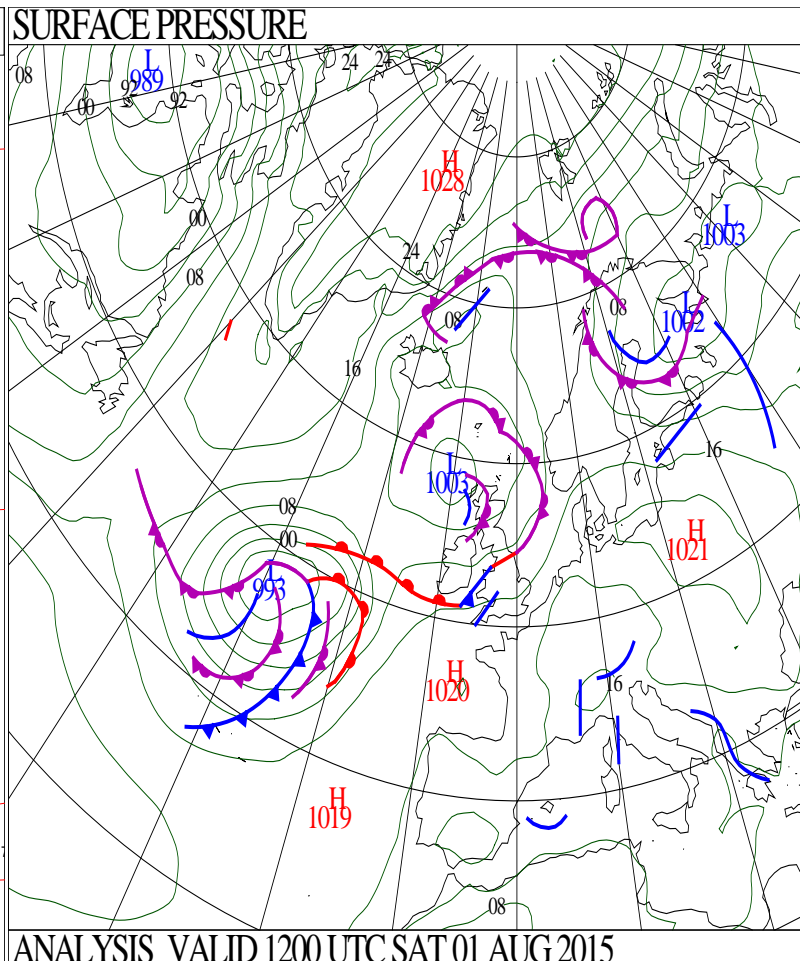 SURFACE PRESSURE
L
989
08
24
24
92
92
00
H
1028
00
L
1003
24
08
08
08
L
1002
16
16
L
1003
08
00
H
1021
L
993
H
1020
16
H
1019
08
ANALYSIS VALID 1200 UTC SAT 01 AUG 2015